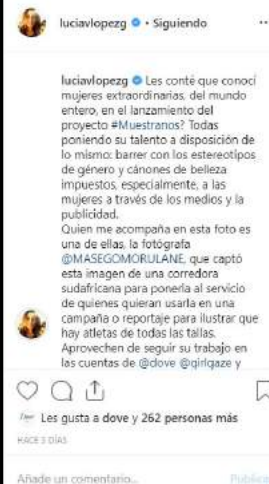 luciavlopezg • Siguiendo
luciavlopezg Les conté que conocí
mujeres extraordinarias, del mundo
entero, en el lanzamiento del
proyecto #Muestranos? Todas
poniendo su talento a disposición de
lo mismo: barrer con los estereotipos
de género y cánones de belleza
impuestos, especialmente, a las
mujeres a través de los medios y la
publicidad.
Quien me acompaña en esta foto es
una de ellas, la fotógrafa
@MASEGOMORULANE, que captó
esta imagen de una corredora
sudafricana para ponerla al servicio
de quienes quieran usarla en una
campaña o reportaje para ilustrar que
hay atletas de todas las tallas.
Aprovechen de seguir su trabajo en
las cuentas de @dove @girlgaze y
Les gusta a dove y 262 personas más
HACE 3 DÍAS
Añade un comentario... Publicar